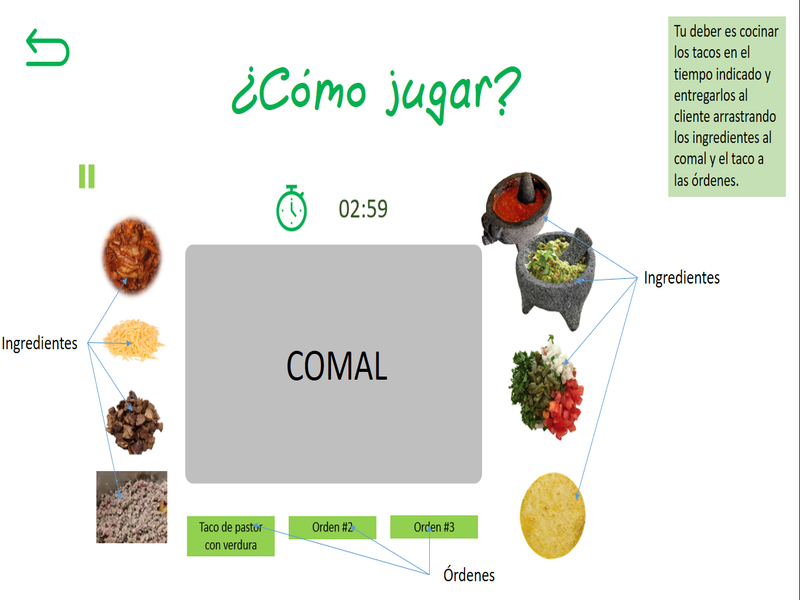 ¿Cómo jugar?
Tu deber es cocinar
los tacos en el
tiempo indicado y
entregarlos al
cliente arrastrando
los ingredientes al
comal y el taco a
las órdenes.
02:59
Ingredientes
Ingredientes
COMAL
Taco de pastor
con verdura
Orden #2
Orden #3
Órdenes